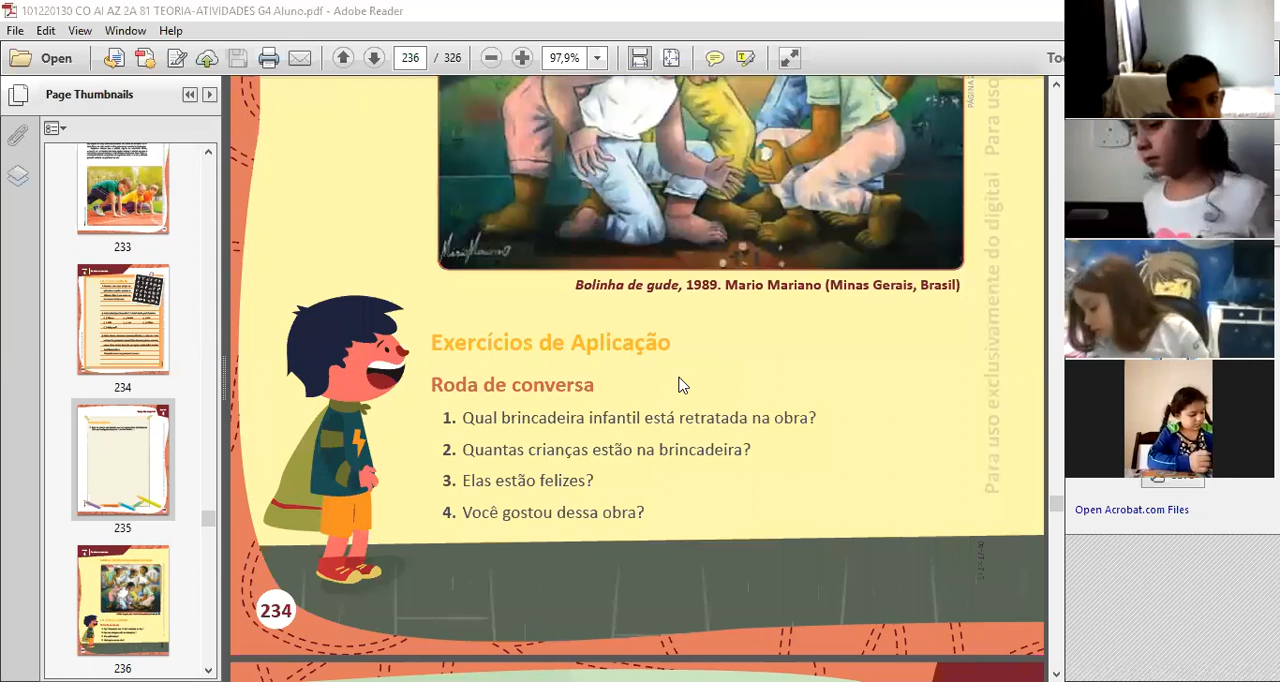 101220130 CO AI AZ 2A 81 TEORIA-ATIVIDADES G4 Aluno.pdf - Adobe Reader
File Edit View Window Help
Open 236 / 326 97,9% To
Page Thumbnails
233
234
235
236
PÁGINA
Para uso exclusivamente do digital Para uso
Mario Mariano
Bolinha de gude, 1989. Mario Mariano (Minas Gerais, Brasil)
Exercícios de Aplicação
Roda de conversa
1. Qual brincadeira infantil está retratada na obra?
2. Quantas crianças estão na brincadeira?
3. Elas estão felizes?
4. Você gostou dessa obra?
234
Open Acrobat.com Files